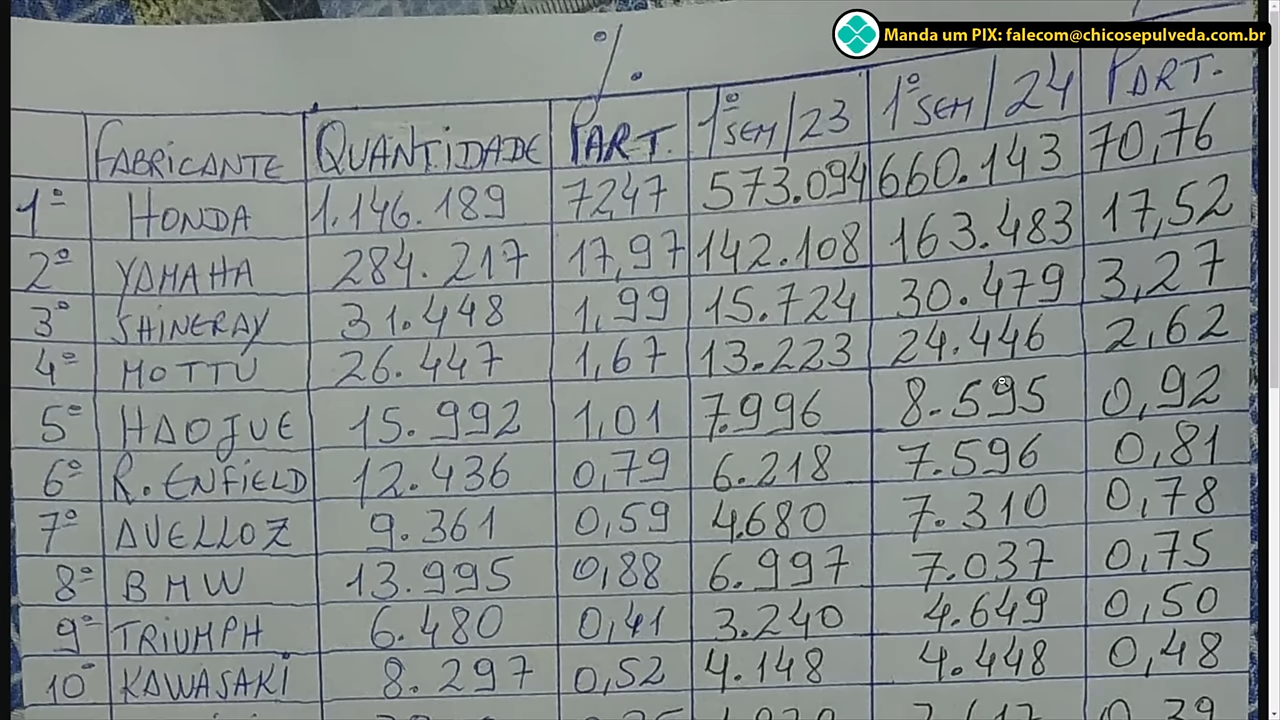 Manda um PIX: falecom@chicosepulveda.com.br
%.
FABRICANTE QUANTIDADE PART. 1º SEM/23 1º SEM/24 PART.
1º HONDA 1.146.189 7247 573.094 660.143 70,76
2º YAMAHA 284.217 17,97 142.108 163.483 17,52
3º SHINERAY 31.448 1,99 15.724 30.479 3,27
4º MOTTU 26.447 1,67 13.223 24.446 2,62
5º HAOJUE 15.992 1,01 7.996 8.595 0,92
6º R. ENFIELD 12.436 0,79 6.218 7.596 0,81
7º AVELLOZ 9.361 0,59 4.680 7.310 0,78
8º BMW 13.995 0,88 6.997 7.037 0,75
9º TRIUMPH 6.480 0,41 3.240 4.649 0,50
10º KAWASAKI 8.297 0,52 4.148 4.448 0,48
0,39